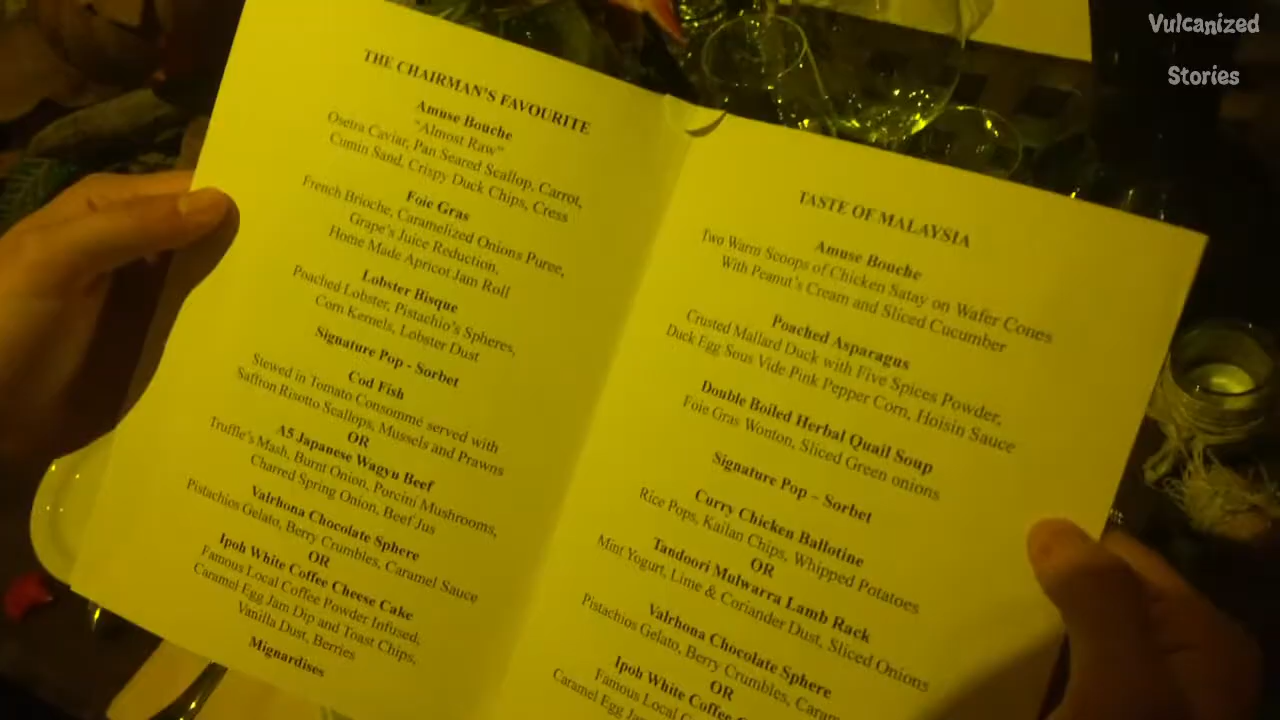 Vulcanized
Stories
THE CHAIRMAN'S FAVOURITE
Amuse Bouche
"Almost Raw"
Osetra Caviar, Pan Seared Scallop, Carrot,
Cumin Sand, Crispy Duck Chips, Cress
Foie Gras
French Brioche, Caramelized Onions Puree,
Grape's Juice Reduction,
Home Made Apricot Jam Roll
Lobster Bisque
Poached Lobster, Pistachio's Spheres,
Corn Kernels, Lobster Dust
Signature Pop - Sorbet
Cod Fish
Stewed in Tomato Consommé served with
Saffron Risotto Scallops, Mussels and Prawns
OR
A5 Japanese Wagyu Beef
Truffle's Mash, Burnt Onion, Porcini Mushrooms,
Charred Spring Onion, Beef Jus
Valrhona Chocolate Sphere
Pistachios Gelato, Berry Crumbles, Caramel Sauce
OR
Ipoh White Coffee Cheese Cake
Famous Local Coffee Powder Infused,
Caramel Egg Jam Dip and Toast Chips,
Vanilla Dust, Berries
Mignardises
TASTE OF MALAYSIA
Amuse Bouche
Two Warm Scoops of Chicken Satay on Wafer Cones
With Peanut's Cream and Sliced Cucumber
Poached Asparagus
Crusted Mallard Duck with Five Spices Powder,
Duck Egg Sous Vide Pink Pepper Corn, Hoisin Sauce
Double Boiled Herbal Quail Soup
Foie Gras Wonton, Sliced Green onions
Signature Pop – Sorbet
Curry Chicken Ballotine
Rice Pops, Kailan Chips, Whipped Potatoes
OR
Tandoori Mulwarra Lamb Rack
Mint Yogurt, Lime & Coriander Dust, Sliced Onions
Valrhona Chocolate Sphere
Pistachios Gelato, Berry Crumbles, Caram
OR
Ipoh White Coffee
Famous Local
Caramel Egg